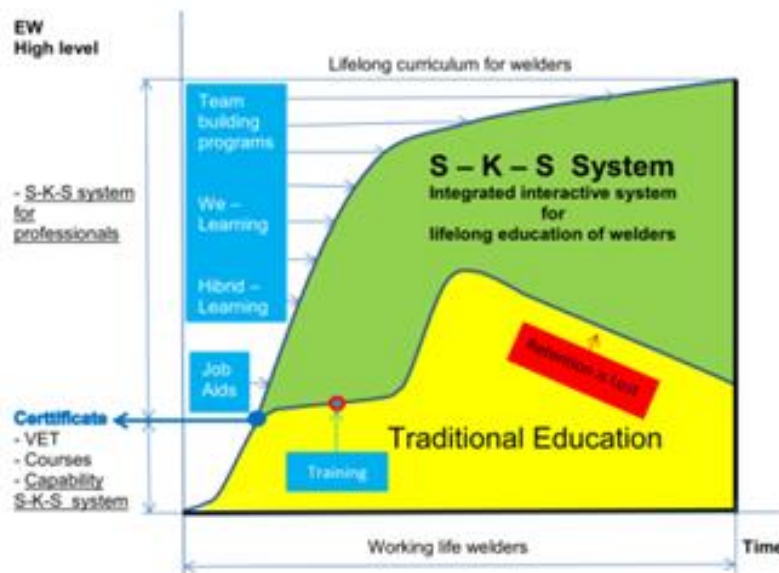 EW
High level
Lifelong curriculum for welders
Team
building
programs
We –
Learning
Hibrid –
Learning
Job
Aids
S – K – S System
Integrated interactive system
for
lifelong education of welders
- S-K-S system
for
professionals
Retention is Lost
Certtificate
- VET
- Courses
- Capability
S-K-S system
Training
Traditional Education
Working life welders
Time